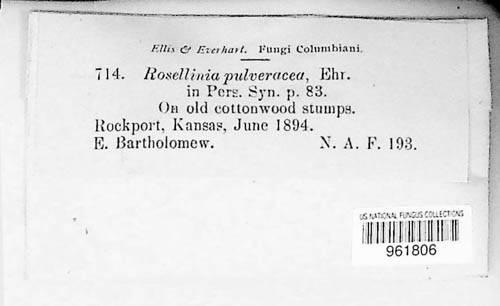 Ellis & Everhart. Fungi Columbiani.
714. Rosellinia pulveracea, Ehr.
in Pers. Syn. p. 83.
On old cottonwood stumps.
Rockport, Kansas, June 1894.
E. Bartholomew. N. A. F. 193.
US NATIONAL FUNGUS COLLECTIONS
961806